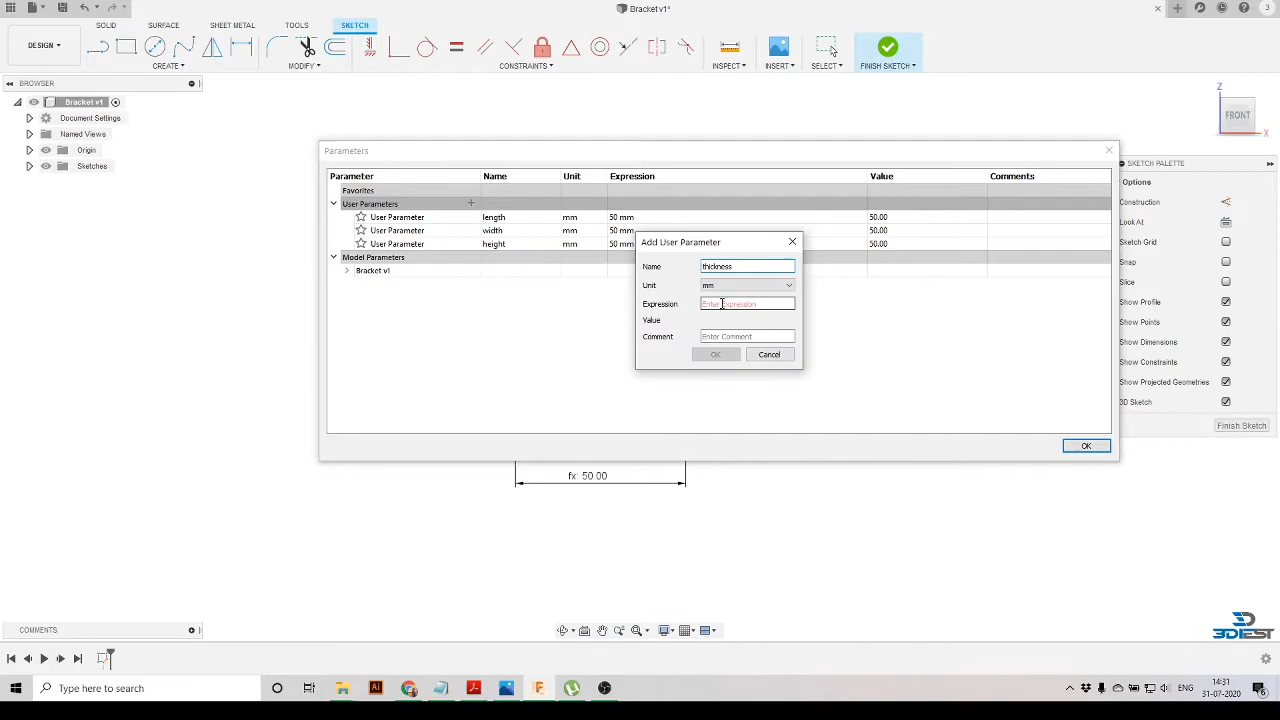 Bracket v1*
3
SOLID SURFACE SHEET METAL TOOLS SKETCH
DESIGN
CREATE MODIFY CONSTRAINTS INSPECT INSERT SELECT FINISH SKETCH
BROWSER
Bracket v1
Document Settings
Named Views
Origin
Sketches
Z
FRONT
X
Parameters
Parameter Name Unit Expression Value Comments
Favorites
User Parameters
User Parameter length mm 50 mm 50.00
User Parameter width mm 50 mm 50.00
User Parameter height mm 50 mm 50.00
Model Parameters
Bracket v1
Add User Parameter
Name thickness
Unit mm
Expression Enter Expression
Value
Comment Enter Comment
OK Cancel
OK
SKETCH PALETTE
Options
Construction
Look At
Sketch Grid
Snap
Slice
Show Profile
Show Points
Show Dimensions
Show Constraints
Show Projected Geometries
3D Sketch
Finish Sketch
fx: 50.00
COMMENTS
3DIEST
Type here to search
ENG
14:31
31-07-2020